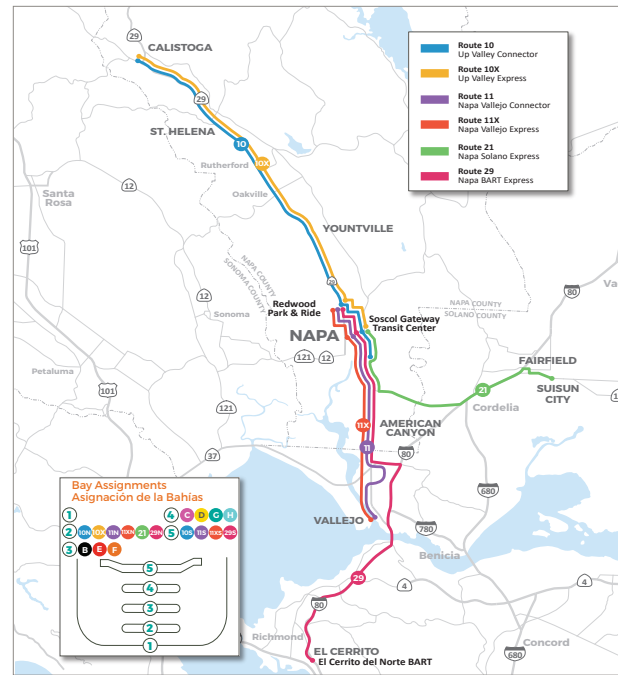 29
CALISTOGA
Route 10
Up Valley Connector
Route 10X
Up Valley Express
Route 11
Napa Vallejo Connector
Route 11X
Napa Vallejo Express
Route 21
Napa Solano Express
Route 29
Napa BART Express
29
ST. HELENA
10
Rutherford
10X
12
Oakville
Santa
Rosa
101
YOUNTVILLE
29
80
NAPA COUNTY
SONOMA COUNTY
NAPA COUNTY
SOLANO COUNTY
Va
12
Sonoma
Redwood
Park & Ride
Soscol Gateway
Transit Center
NAPA
121
12
FAIRFIELD
SUISUN
CITY
12
Petaluma
101
21
Cordelia
121
11X
AMERICAN
CANYON
11
80
37
680
Bay Assignments
Asignación de la Bahías
1
4 C D G H
2 10N 10X 11N 11XN 21 29N
5 10S 11S 11XS 29S
3 B E F
5
4
3
2
1
VALLEJO
780
Benicia
29
4
4
80
Richmond
EL CERRITO
El Cerrito del Norte BART
Concord
680